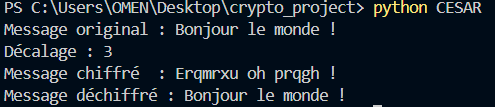 PS C:\Users\OMEN\Desktop\crypto_project> python CESAR
Message original : Bonjour le monde !
Décalage : 3
Message chiffré  : Erqmrxu oh prqgh !
Message déchiffré : Bonjour le monde !